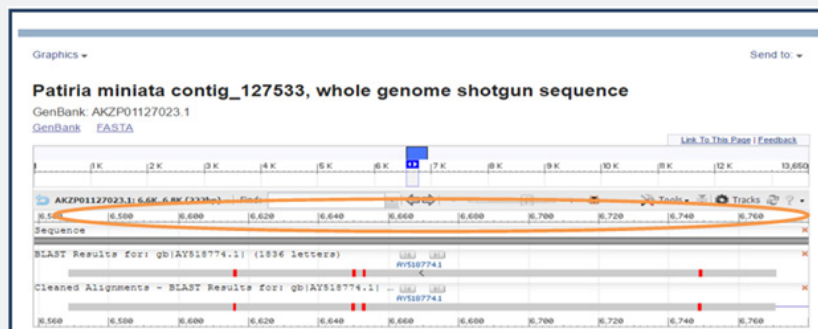 Graphics
Send to:
Patiria miniata contig_127533, whole genome shotgun sequence
GenBank: AKZP01127023.1
GenBank FASTA
Link To This Page | Feedback
1 1K 2K 3K 4K 5K 6K 7K 8K 9K 10K 11K 12K 13,650
AKZP01127023.1: 6.6K..6.8K Find: Tools Tracks ?
6,580 6,600 6,620 6,640 6,660 6,680 6,700 6,720 6,740 6,760
Sequence
BLAST Results for: gb|AY518774.1| (1836 letters)
AY518774.1
Cleaned Alignments - BLAST Results for: gb|AY518774.1| ...
AY518774.1
6,560 6,580 6,600 6,620 6,640 6,660 6,680 6,700 6,720 6,740 6,760